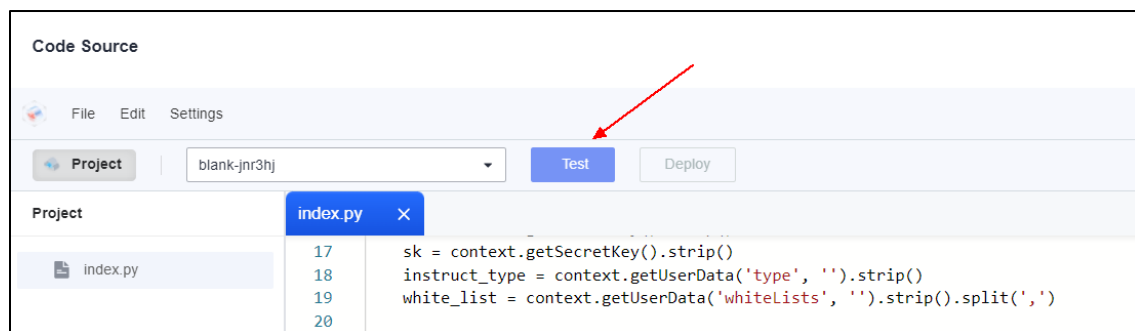 Code Source
File Edit Settings
Project blank-jnr3hj Test Deploy
Project index.py
index.py
17 sk = context.getSecretKey().strip()
18 instruct_type = context.getUserData('type', '').strip()
19 white_list = context.getUserData('whiteLists', '').strip().split(',')
20